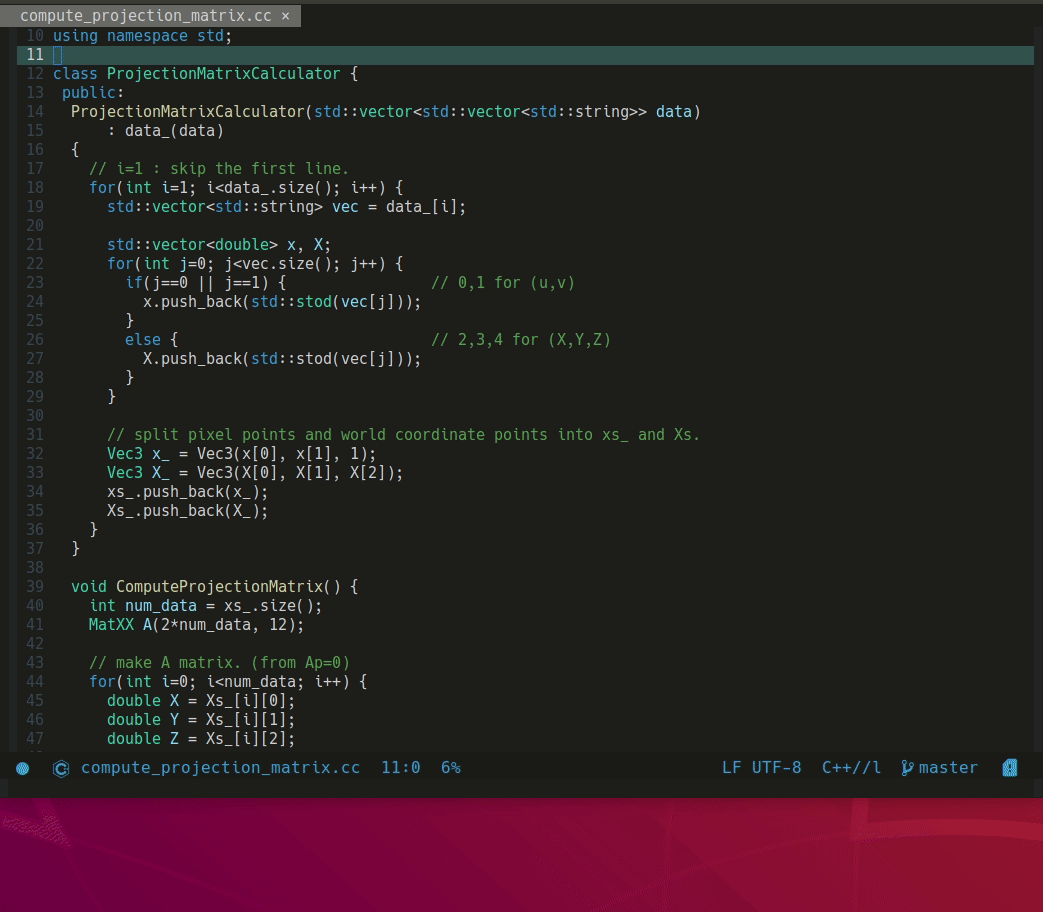 compute_projection_matrix.cc ×
10 using namespace std;
11
12 class ProjectionMatrixCalculator {
13  public:
14   ProjectionMatrixCalculator(std::vector<std::vector<std::string>> data)
15       : data_(data)
16   {
17     // i=1 : skip the first line.
18     for(int i=1; i<data_.size(); i++) {
19       std::vector<std::string> vec = data_[i];
20
21       std::vector<double> x, X;
22       for(int j=0; j<vec.size(); j++) {
23         if(j==0 || j==1) {                // 0,1 for (u,v)
24           x.push_back(std::stod(vec[j]));
25         }
26         else {                            // 2,3,4 for (X,Y,Z)
27           X.push_back(std::stod(vec[j]));
28         }
29       }
30
31       // split pixel points and world coordinate points into xs_ and Xs.
32       Vec3 x_ = Vec3(x[0], x[1], 1);
33       Vec3 X_ = Vec3(X[0], X[1], X[2]);
34       xs_.push_back(x_);
35       Xs_.push_back(X_);
36     }
37   }
38
39   void ComputeProjectionMatrix() {
40     int num_data = xs_.size();
41     MatXX A(2*num_data, 12);
42
43     // make A matrix. (from Ap=0)
44     for(int i=0; i<num_data; i++) {
45       double X = Xs_[i][0];
46       double Y = Xs_[i][1];
47       double Z = Xs_[i][2];
compute_projection_matrix.cc 11:0 6% LF UTF-8 C++//l master